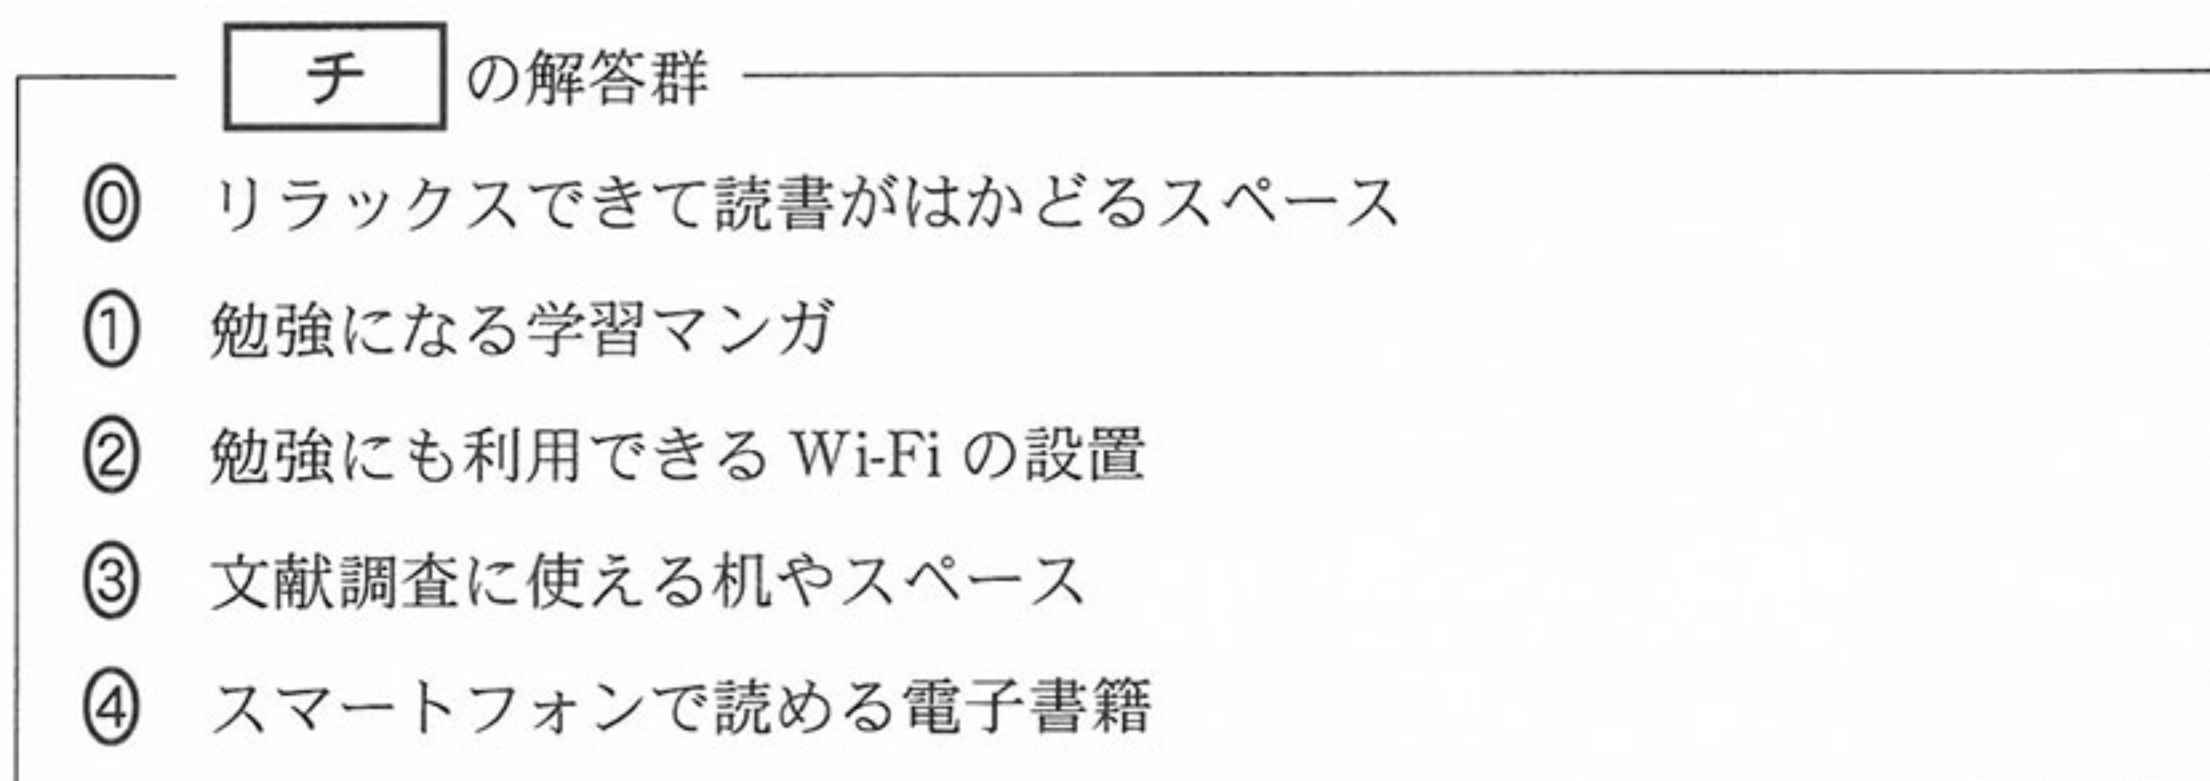 チ の解答群
⓪ リラックスできて読書がはかどるスペース
① 勉強になる学習マンガ
② 勉強にも利用できる Wi-Fi の設置
③ 文献調査に使える机やスペース
④ スマートフォンで読める電子書籍